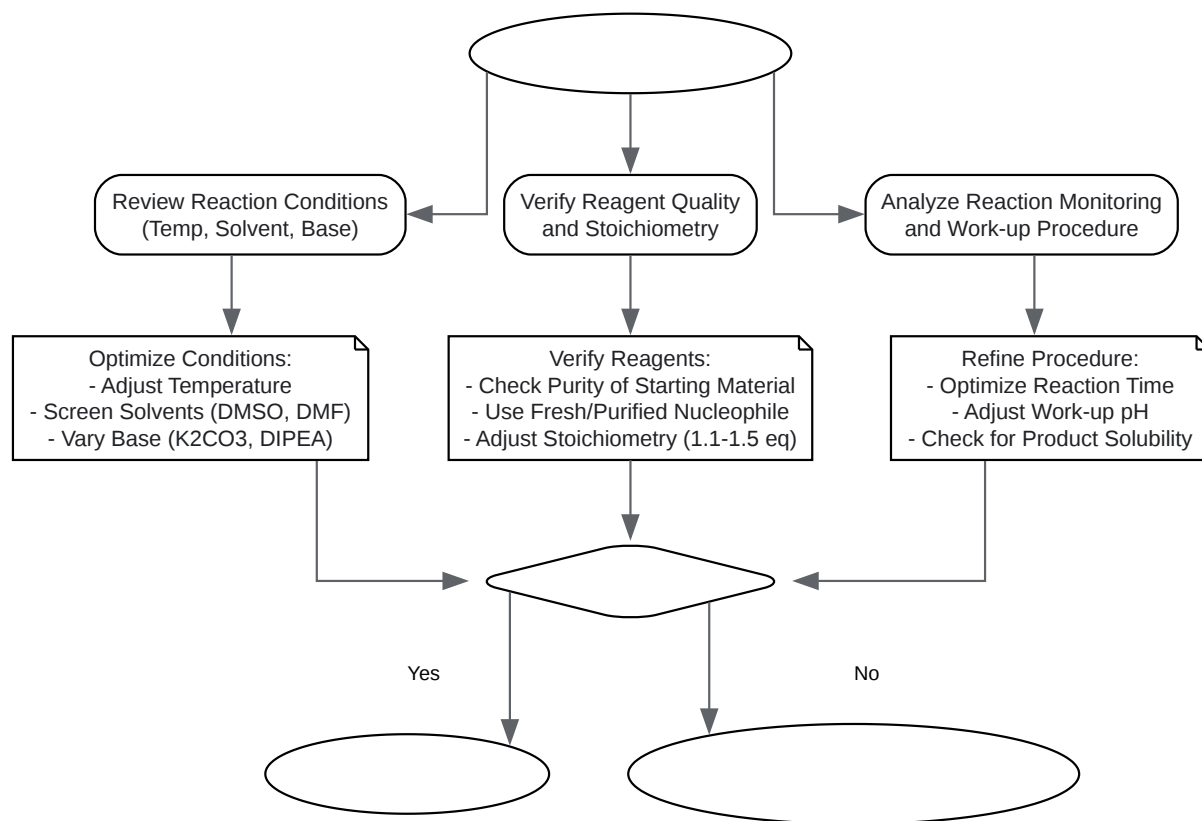 Review Reaction Conditions
(Temp, Solvent, Base)
Verify Reagent Quality
and Stoichiometry
Analyze Reaction Monitoring
and Work-up Procedure
Optimize Conditions:
- Adjust Temperature
- Screen Solvents (DMSO, DMF)
- Vary Base (K2CO3, DIPEA)
Verify Reagents:
- Check Purity of Starting Material
- Use Fresh/Purified Nucleophile
- Adjust Stoichiometry (1.1-1.5 eq)
Refine Procedure:
- Optimize Reaction Time
- Adjust Work-up pH
- Check for Product Solubility
Yes
No